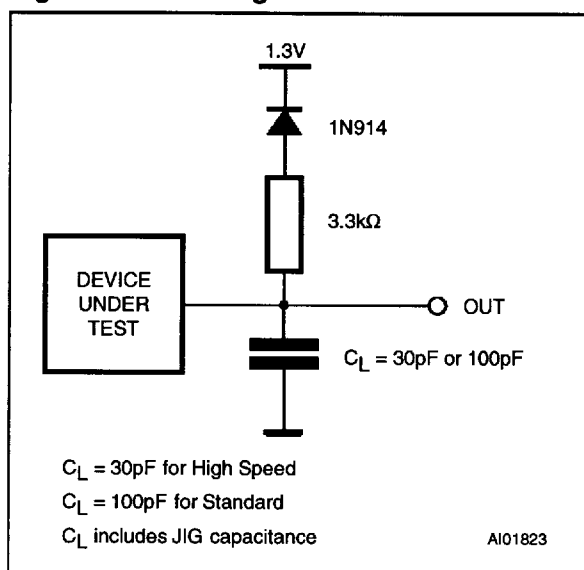 1.3V
1N914
3.3kΩ
DEVICE
UNDER
TEST
OUT
CL = 30pF or 100pF
CL = 30pF for High Speed
CL = 100pF for Standard
CL includes JIG capacitance
AI01823